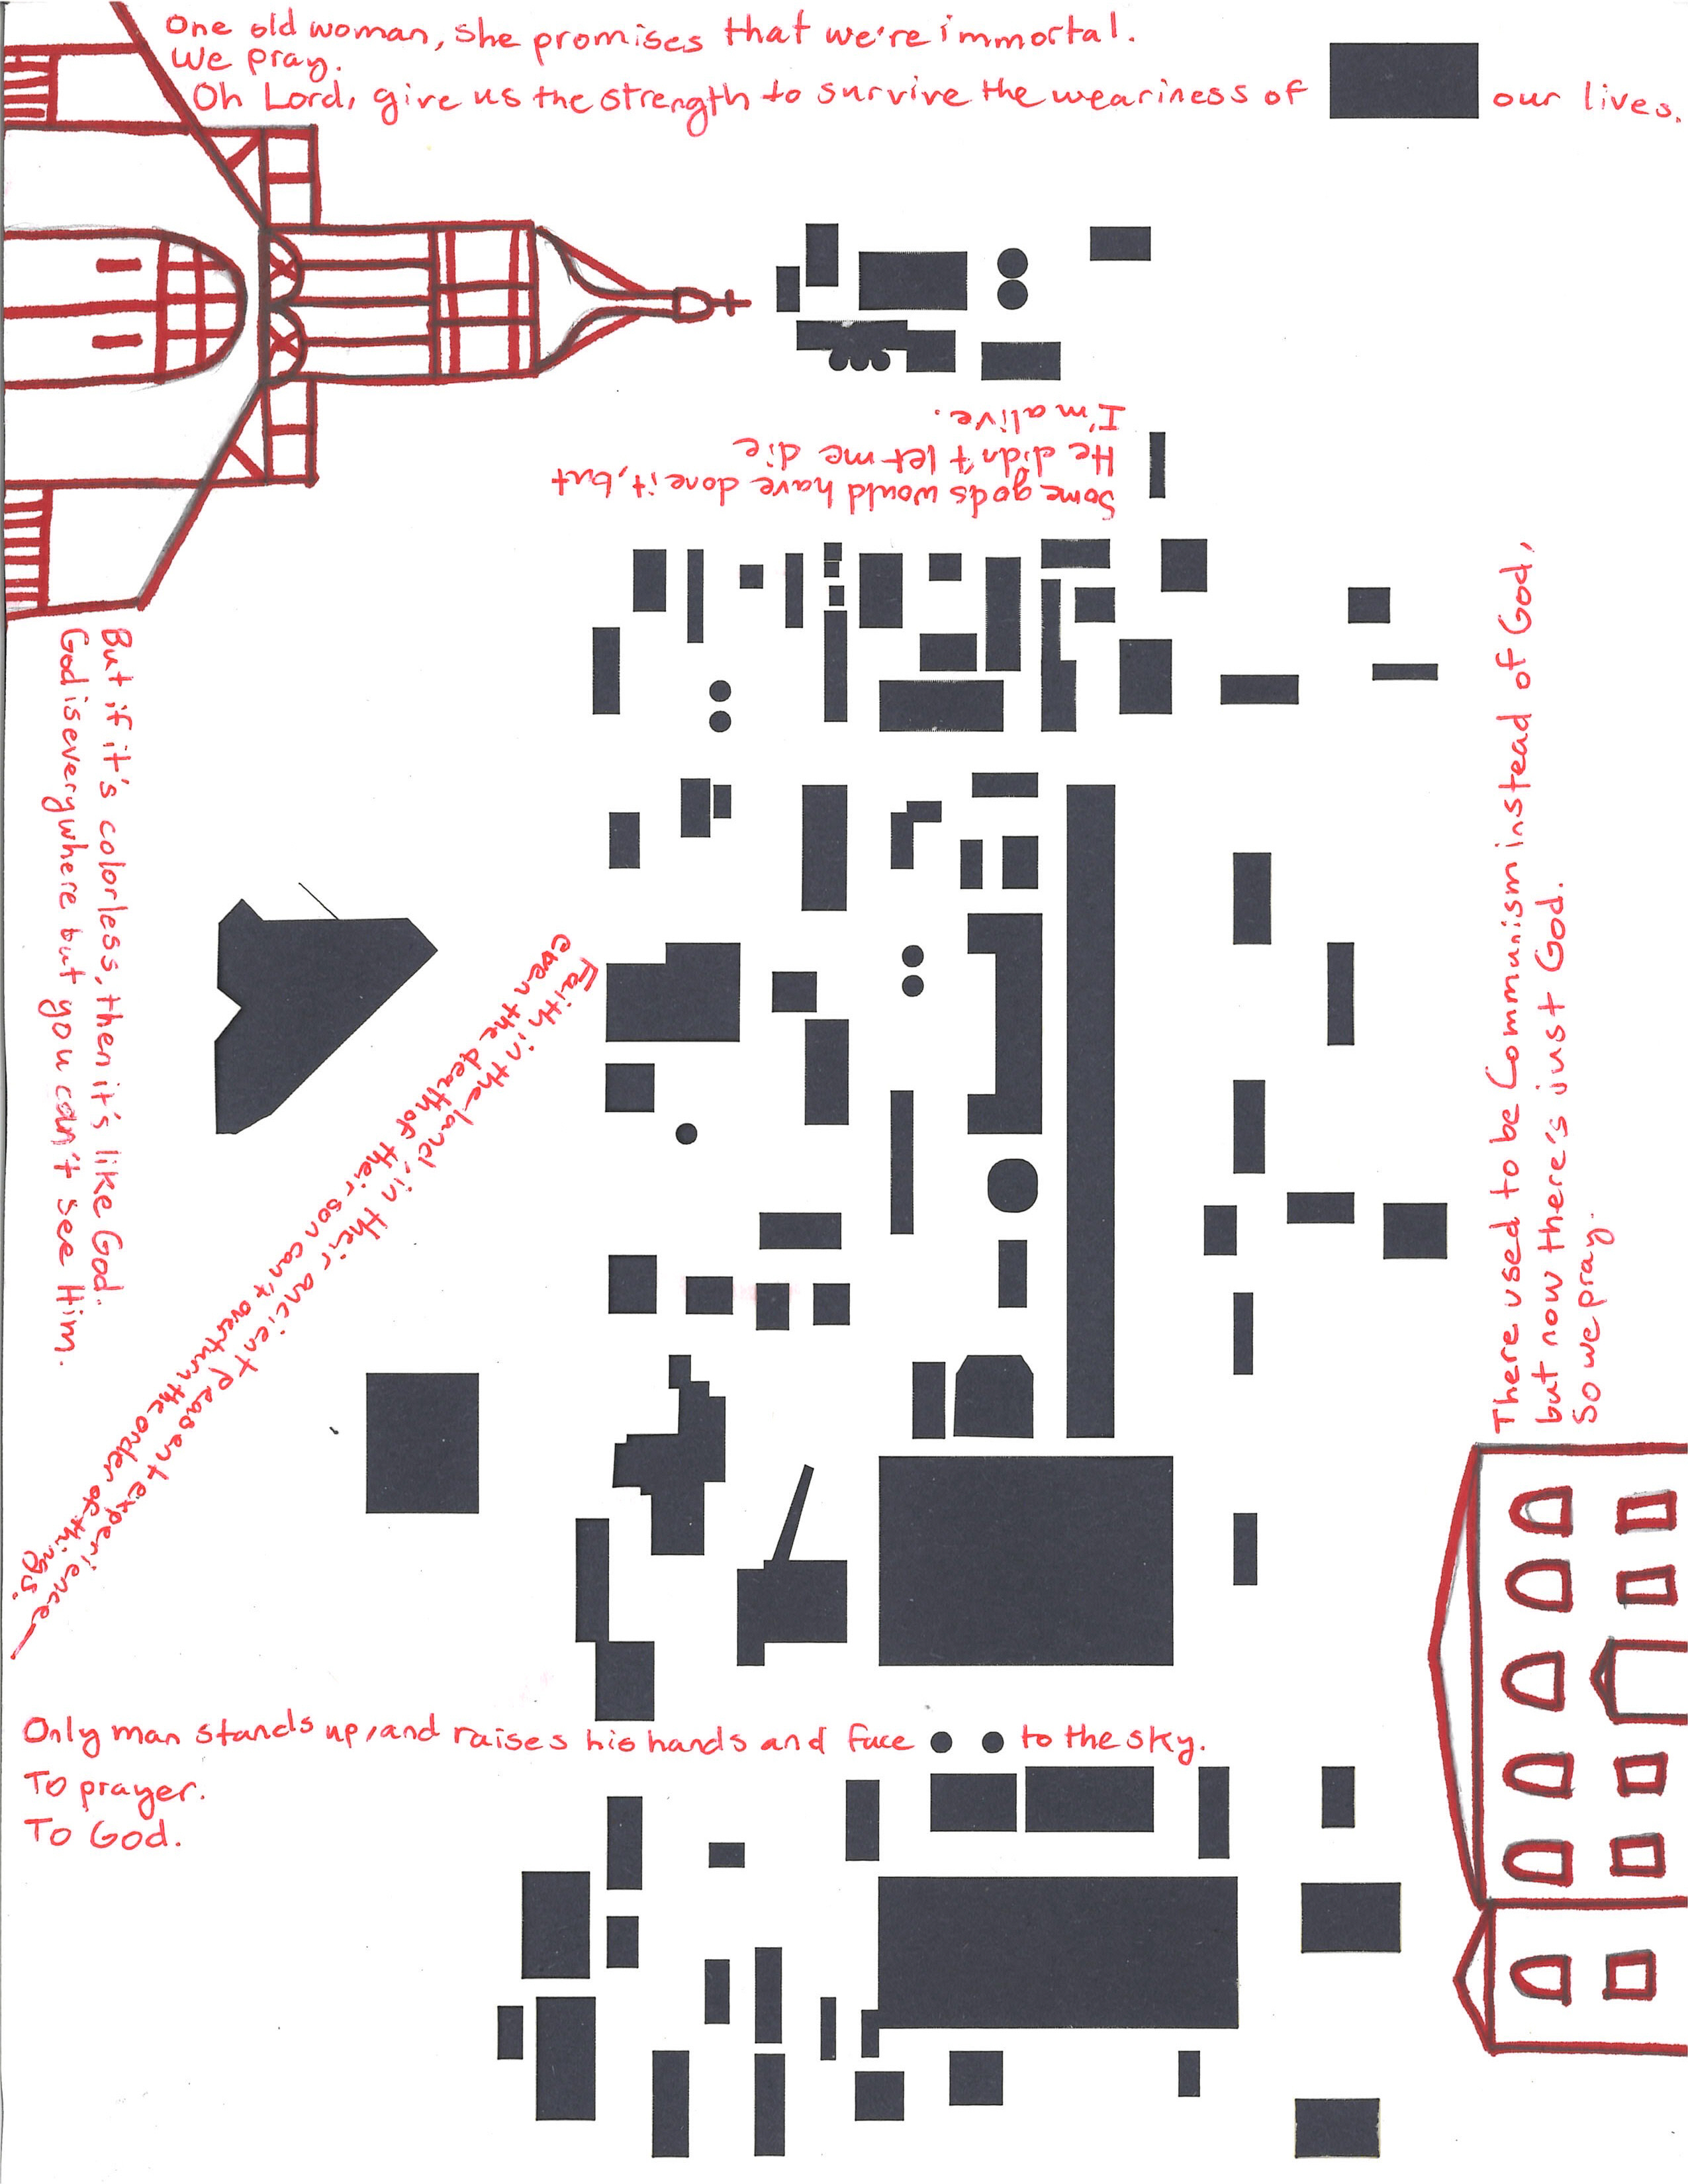 One old woman, she promises that we're immortal.
We pray.
Oh Lord, give us the strength to survive the weariness of our lives.
Some gods would have done it, but
He didn't let me die
I'm alive.
But if it's colorless, then it's like God.
God is everywhere but you can't see Him.
There used to be Communism instead of God,
but now there's just God.
So we pray.
Faith in the land, in their ancient peasent experience—
even the death of their son can't overturn the order of things.
Only man stands up, and raises his hands and face to the sky.
To prayer.
To God.